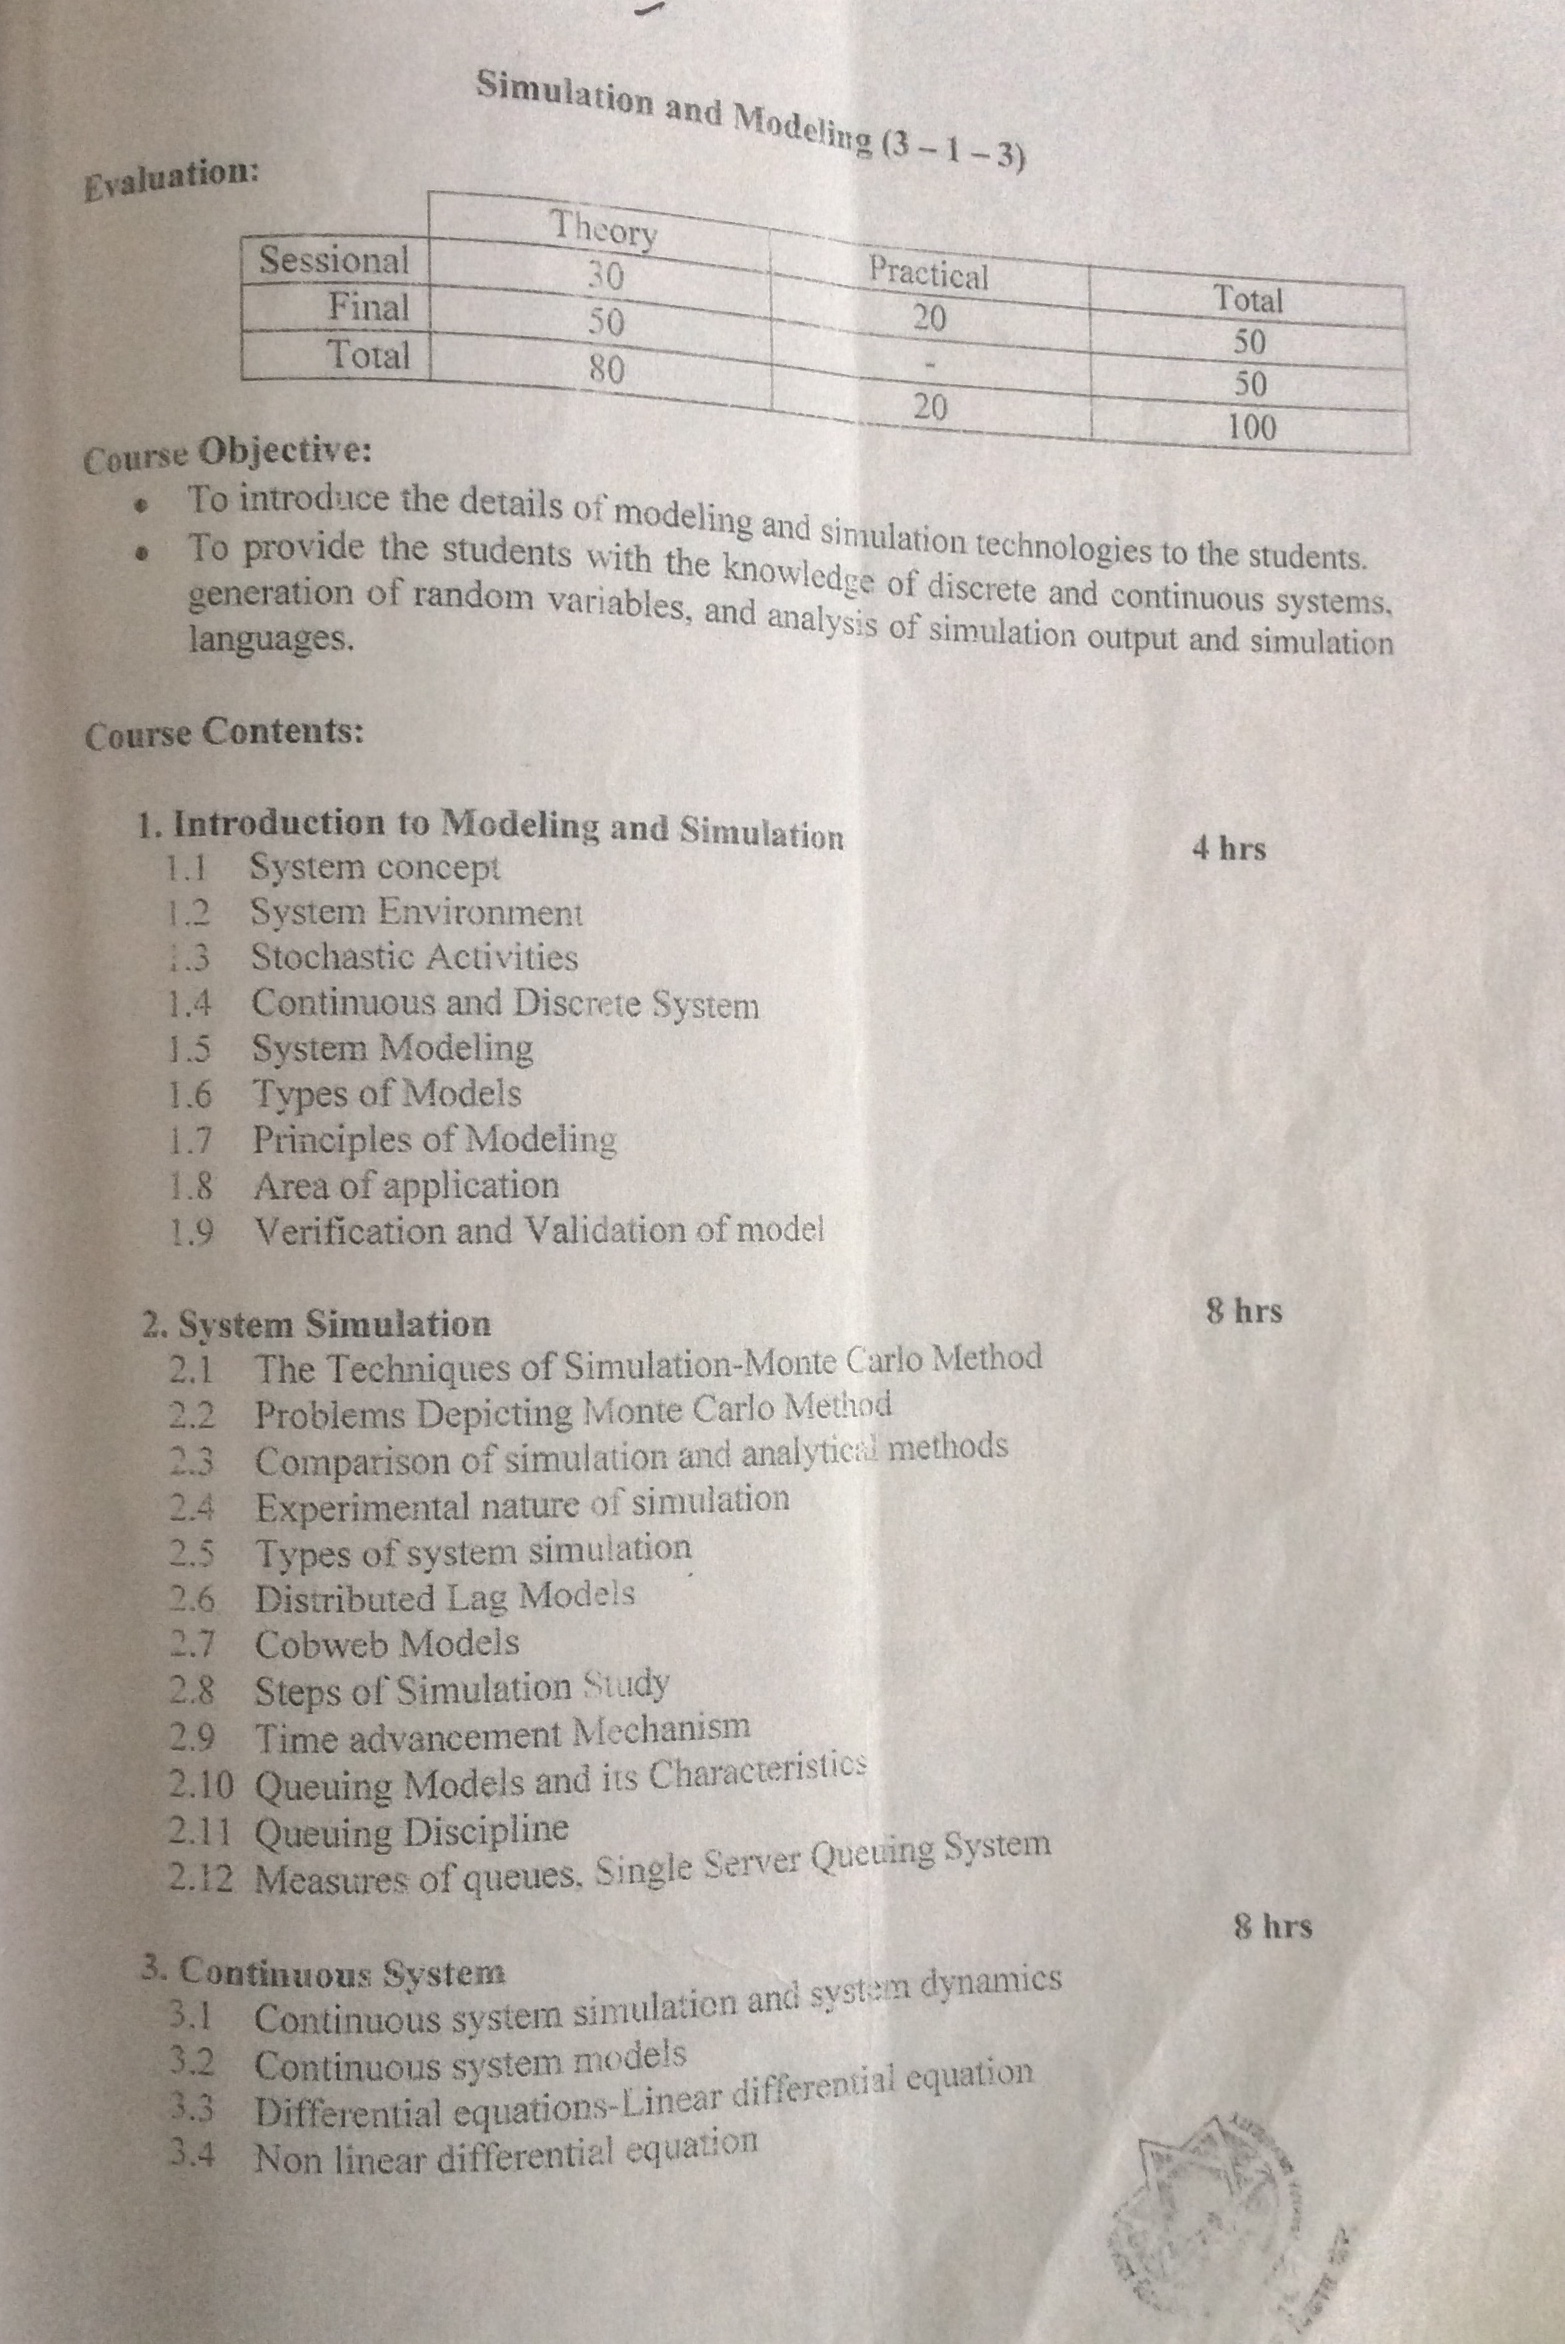 Simulation and Modeling (3 – 1 – 3)
Evaluation:
Theory Practical Total
Sessional 30 20 50
Final 50 - 50
Total 80 20 100
Course Objective:
• To introduce the details of modeling and simulation technologies to the students.
• To provide the students with the knowledge of discrete and continuous systems,
generation of random variables, and analysis of simulation output and simulation
languages.
Course Contents:
1. Introduction to Modeling and Simulation 4 hrs
1.1 System concept
1.2 System Environment
1.3 Stochastic Activities
1.4 Continuous and Discrete System
1.5 System Modeling
1.6 Types of Models
1.7 Principles of Modeling
1.8 Area of application
1.9 Verification and Validation of model
2. System Simulation 8 hrs
2.1 The Techniques of Simulation-Monte Carlo Method
2.2 Problems Depicting Monte Carlo Method
2.3 Comparison of simulation and analytical methods
2.4 Experimental nature of simulation
2.5 Types of system simulation
2.6 Distributed Lag Models
2.7 Cobweb Models
2.8 Steps of Simulation Study
2.9 Time advancement Mechanism
2.10 Queuing Models and its Characteristics
2.11 Queuing Discipline
2.12 Measures of queues, Single Server Queuing System
3. Continuous System 8 hrs
3.1 Continuous system simulation and system dynamics
3.2 Continuous system models
3.3 Differential equations-Linear differential equation
3.4 Non linear differential equation